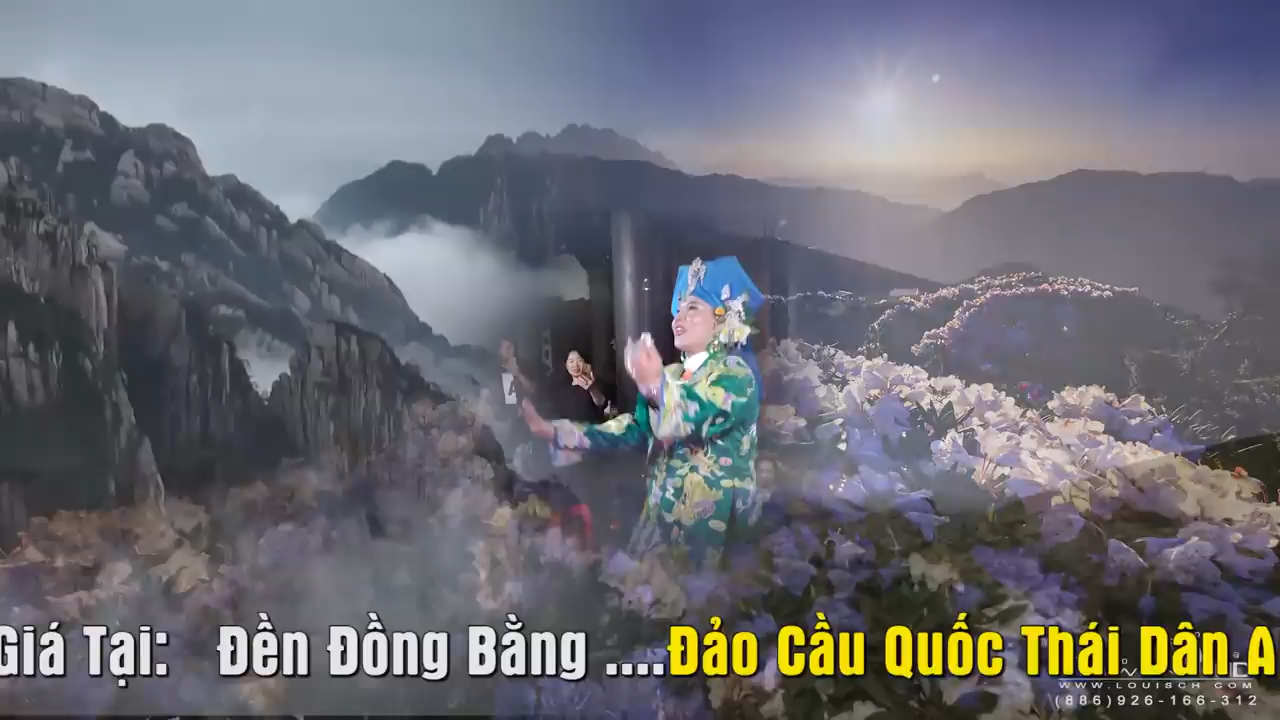 Giá Tại: Đền Đồng Bằng ....Đảo Cầu Quốc Thái Dân A
WWW.LOUISCH.COM
(886)926-166-312